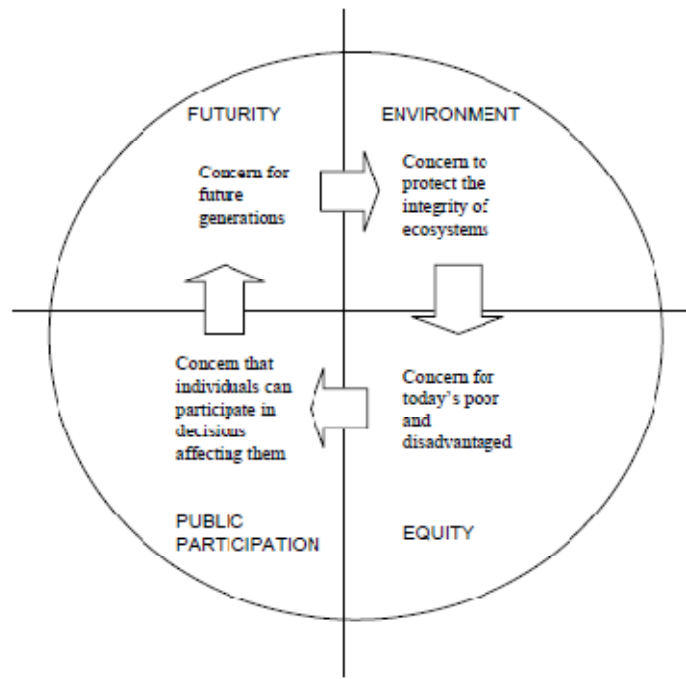 FUTURITY
Concern for
future
generations
ENVIRONMENT
Concern to
protect the
integrity of
ecosystems
Concern that
individuals can
participate in
decisions
affecting them
PUBLIC
PARTICIPATION
Concern for
today's poor
and
disadvantaged
EQUITY